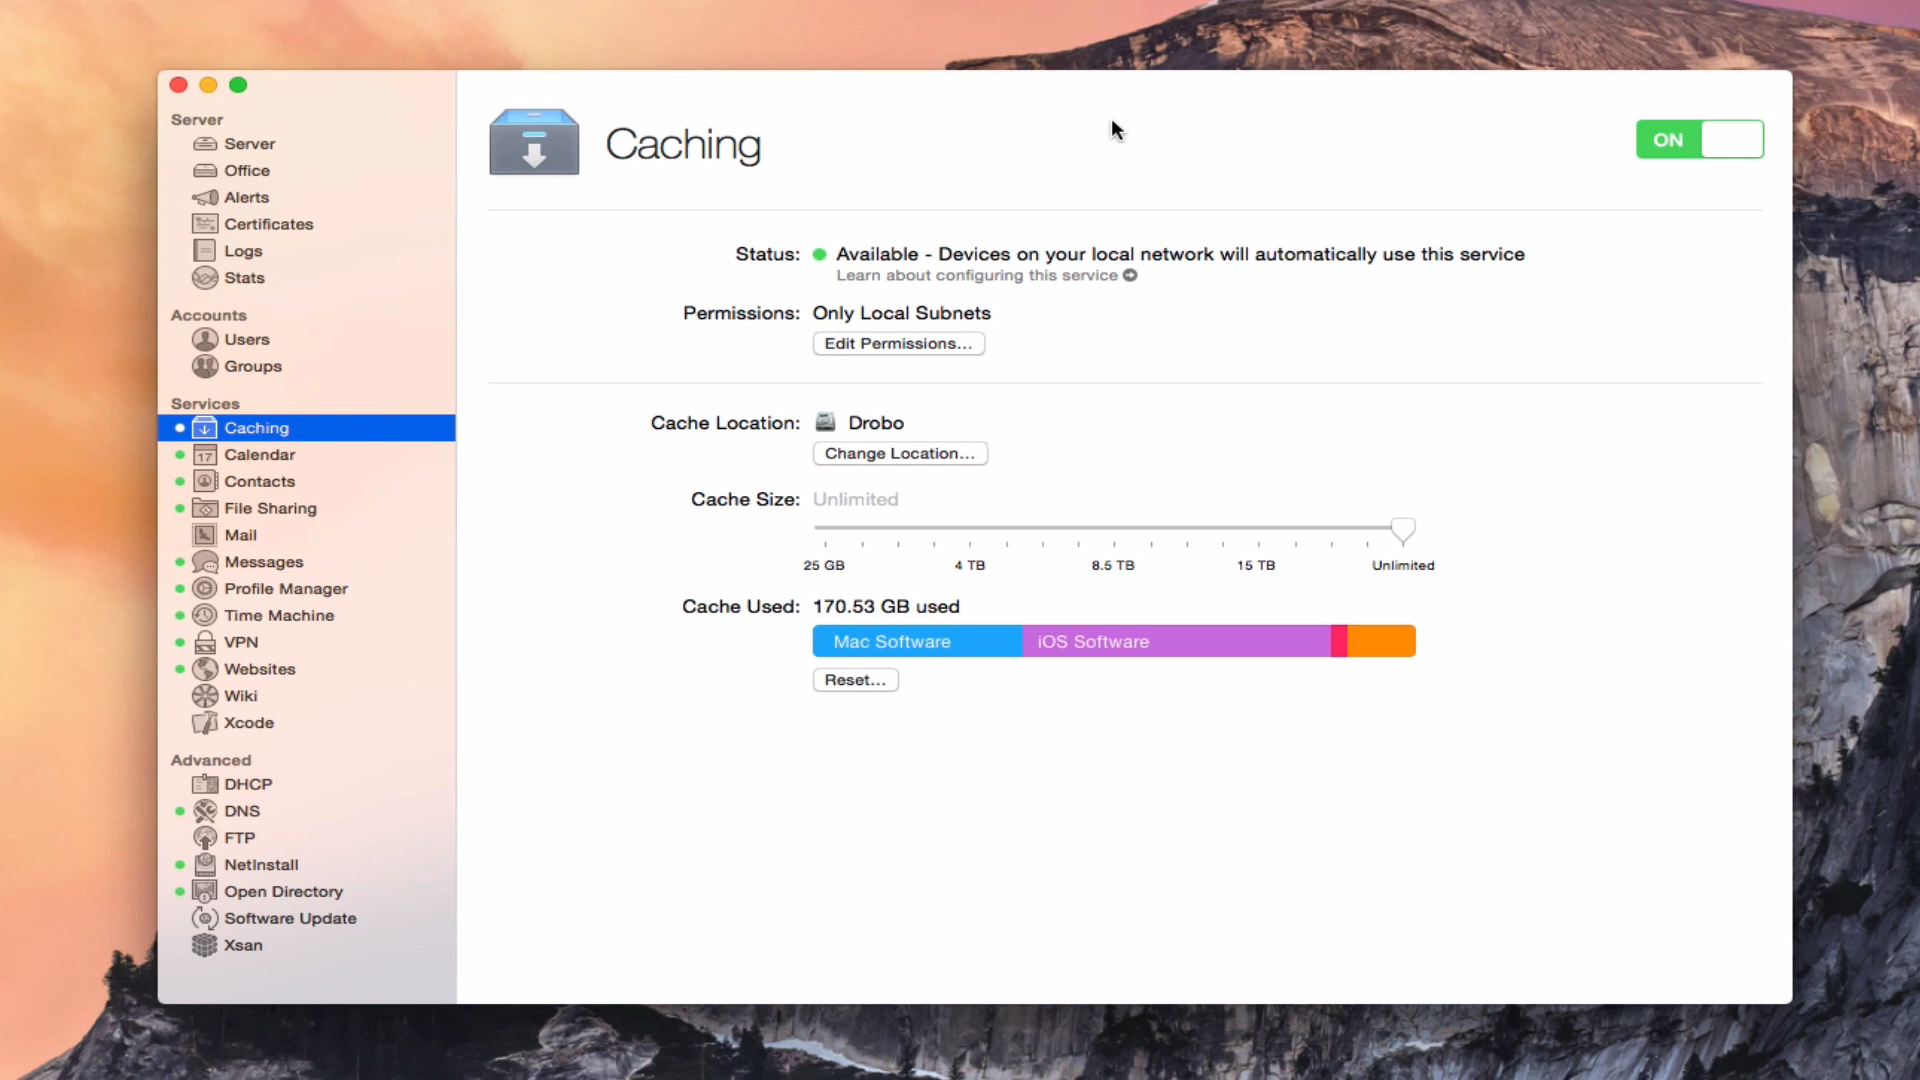 Server
Server
Office
Alerts
Certificates
Logs
Stats
Accounts
Users
Groups
Services
Caching
17 Calendar
Contacts
File Sharing
Mail
Messages
Profile Manager
Time Machine
VPN
Websites
Wiki
Xcode
Advanced
DHCP
DNS
FTP
NetInstall
Open Directory
Software Update
Xsan
Caching
ON
Status: Available - Devices on your local network will automatically use this service
Learn about configuring this service
Permissions: Only Local Subnets
Edit Permissions...
Cache Location: Drobo
Change Location...
Cache Size: Unlimited
25 GB 4 TB 8.5 TB 15 TB Unlimited
Cache Used: 170.53 GB used
Mac Software iOS Software
Reset...